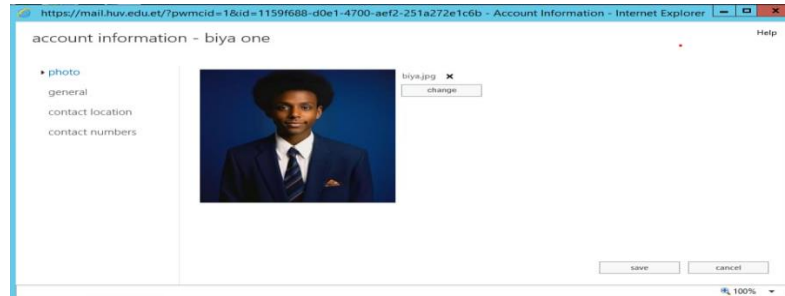 https://mail.huv.edu.et/?pwmcid=1&id=1159f688-d0e1-4700-aef2-251a272e1c6b - Account Information - Internet Explorer
Help
account information - biya one
photo
general
contact location
contact numbers
biya.jpg
change
save
cancel
100%